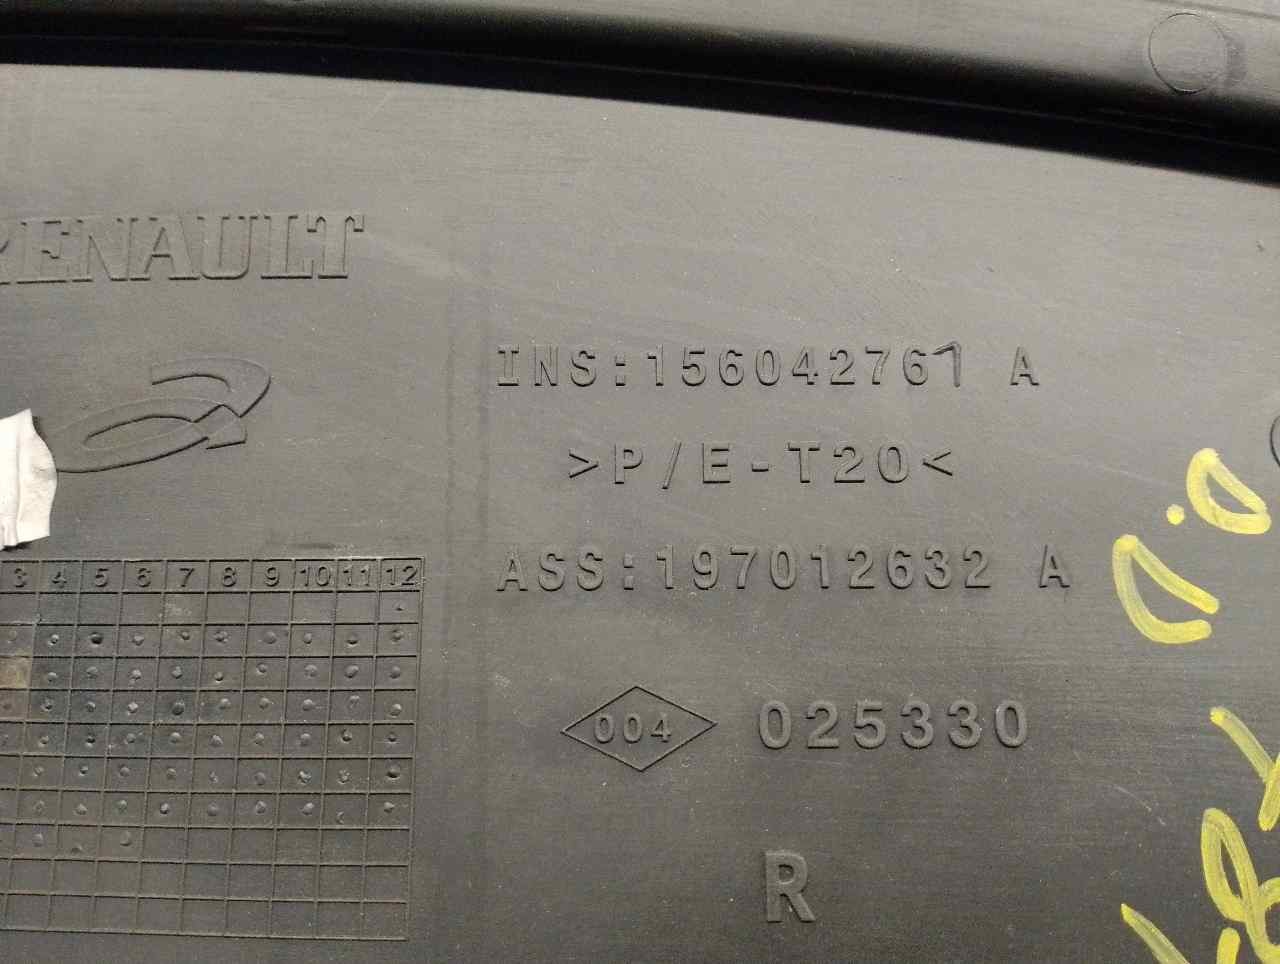 RENAULT
INS:156042761 A
>P/E-T20<
ASS:197012632 A
3 4 5 6 7 8 9 10 11 12
004 025330
R